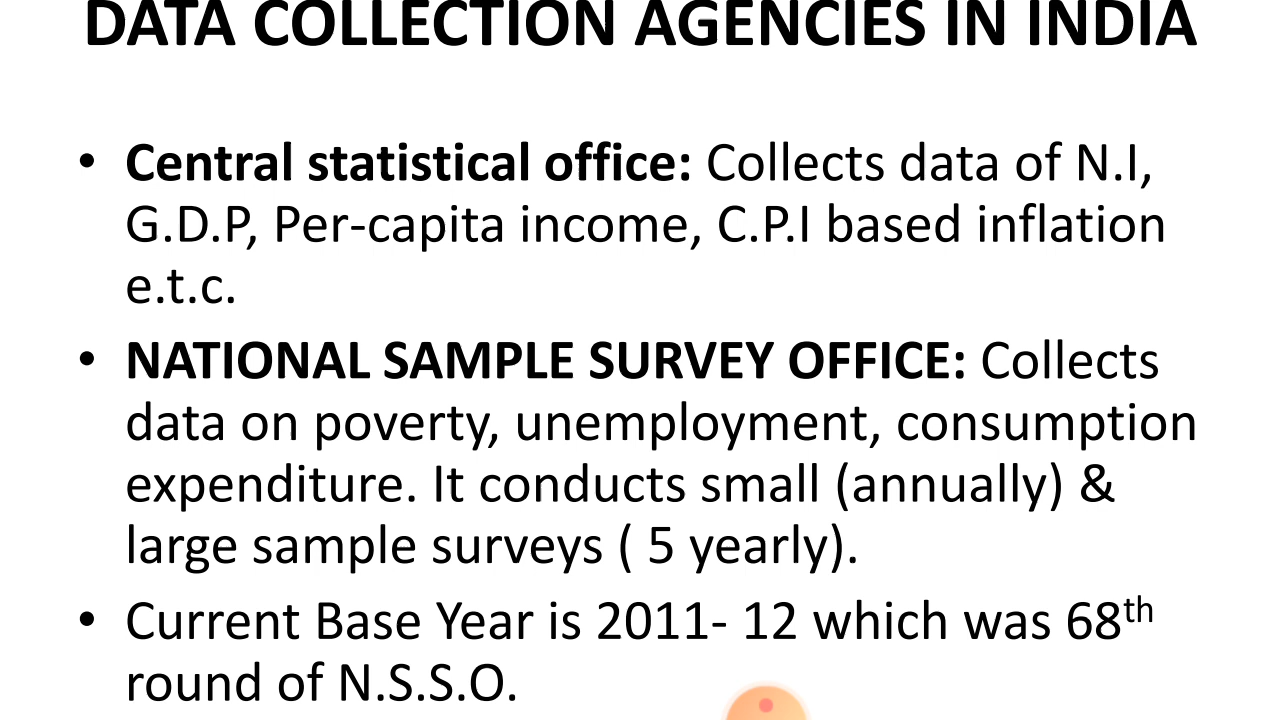 DATA COLLECTION AGENCIES IN INDIA
• Central statistical office: Collects data of N.I,
G.D.P, Per-capita income, C.P.I based inflation
e.t.c.
• NATIONAL SAMPLE SURVEY OFFICE: Collects
data on poverty, unemployment, consumption
expenditure. It conducts small (annually) &
large sample surveys ( 5 yearly).
• Current Base Year is 2011- 12 which was 68th
round of N.S.S.O.